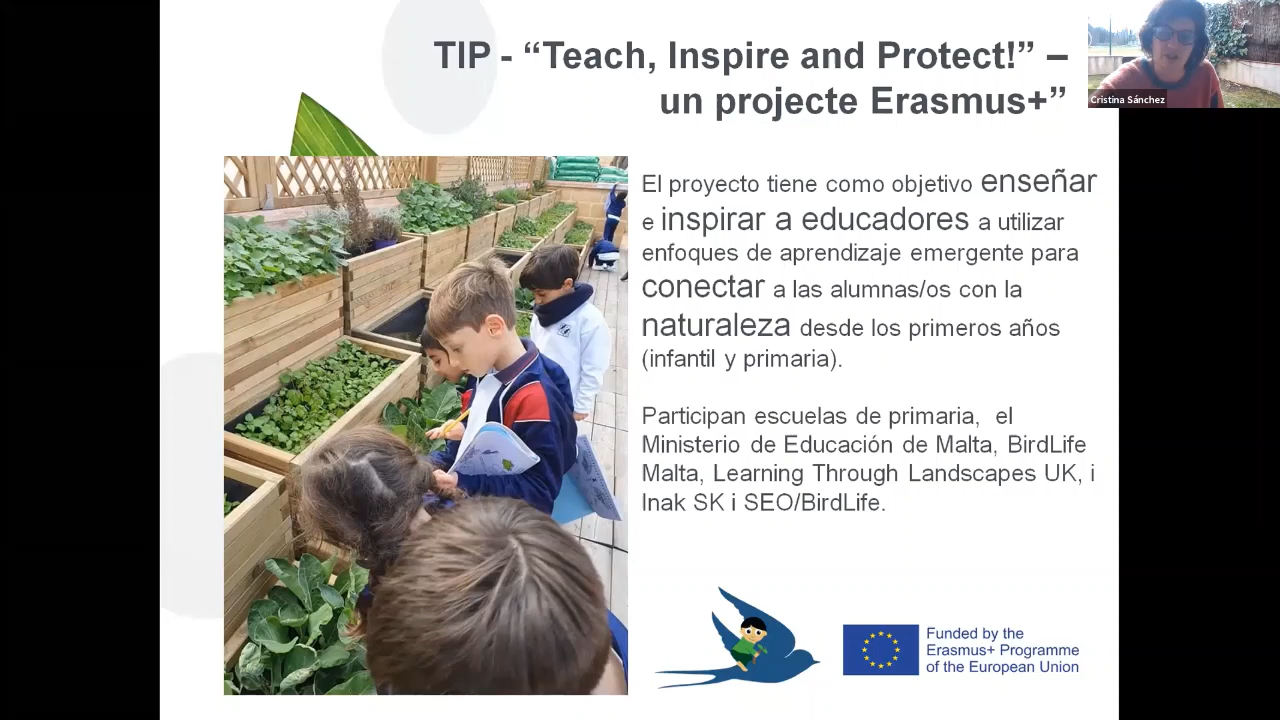 TIP - “Teach, Inspire and Protect!” –
un projecte Erasmus+”
Cristina Sánchez
El proyecto tiene como objetivo enseñar
e inspirar a educadores a utilizar
enfoques de aprendizaje emergente para
conectar a las alumnas/os con la
naturaleza desde los primeros años
(infantil y primaria).
Participan escuelas de primaria, el
Ministerio de Educación de Malta, BirdLife
Malta, Learning Through Landscapes UK, i
Inak SK i SEO/BirdLife.
Funded by the
Erasmus+ Programme
of the European Union